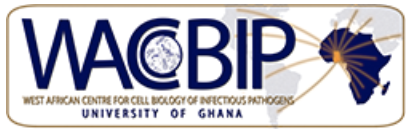 WACCBIP
WEST AFRICAN CENTRE FOR CELL BIOLOGY OF INFECTIOUS PATHOGENS
UNIVERSITY OF GHANA